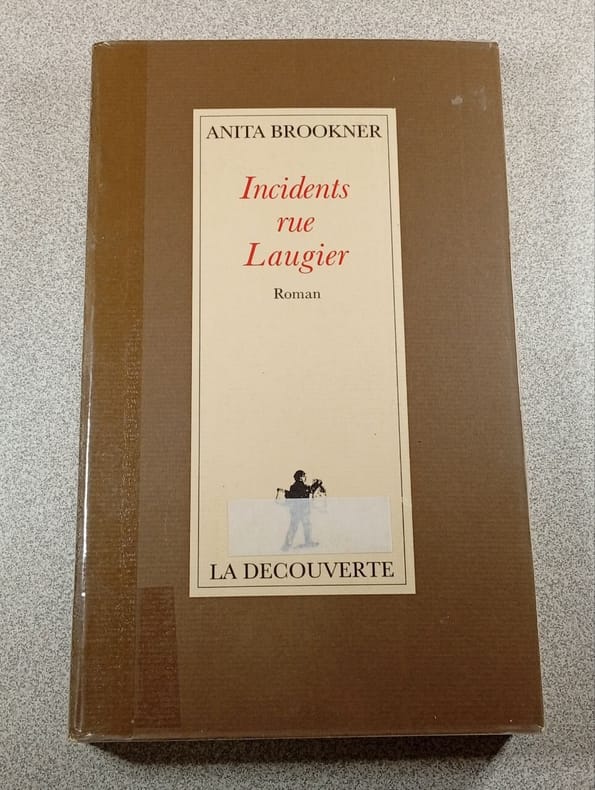 ANITA BROOKNER
Incidents
rue
Laugier
Roman
LA DECOUVERTE